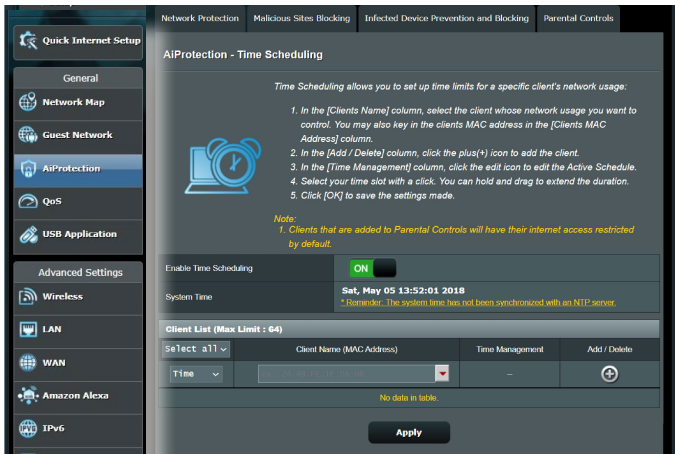 Network Protection
Malicious Sites Blocking
Infected Device Prevention and Blocking
Parental Controls
Quick Internet Setup
General
Network Map
Guest Network
AiProtection
QoS
USB Application
Advanced Settings
Wireless
LAN
WAN
Amazon Alexa
IPv6
AiProtection - Time Scheduling
Time Scheduling allows you to set up time limits for a specific client's network usage:
1. In the [Clients Name] column, select the client whose network usage you want to
control. You may also key in the clients MAC address in the [Clients MAC
Address] column.
2. In the [Add / Delete] column, click the plus(+) icon to add the client.
3. In the [Time Management] column, click the edit icon to edit the Active Schedule.
4. Select your time slot with a click. You can hold and drag to extend the duration.
5. Click [OK] to save the settings made.
Note:
1. Clients that are added to Parental Controls will have their internet access restricted
by default.
Enable Time Scheduling
ON
System Time
Sat, May 05 13:52:01 2018
* Reminder: The system time has not been synchronized with an NTP server.
Client List (Max Limit : 64)
Select all
Client Name (MAC Address)
Time Management
Add / Delete
Time
--
No data in table.
Apply